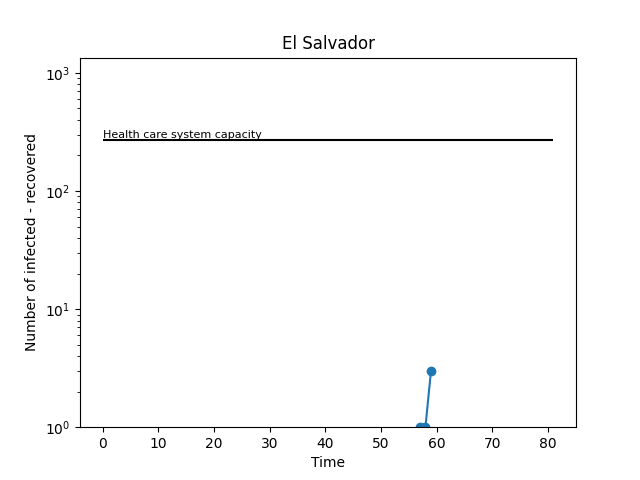 El Salvador
Number of infected - recovered
10³
10²
10¹
10⁰
Health care system capacity
0 10 20 30 40 50 60 70 80
Time